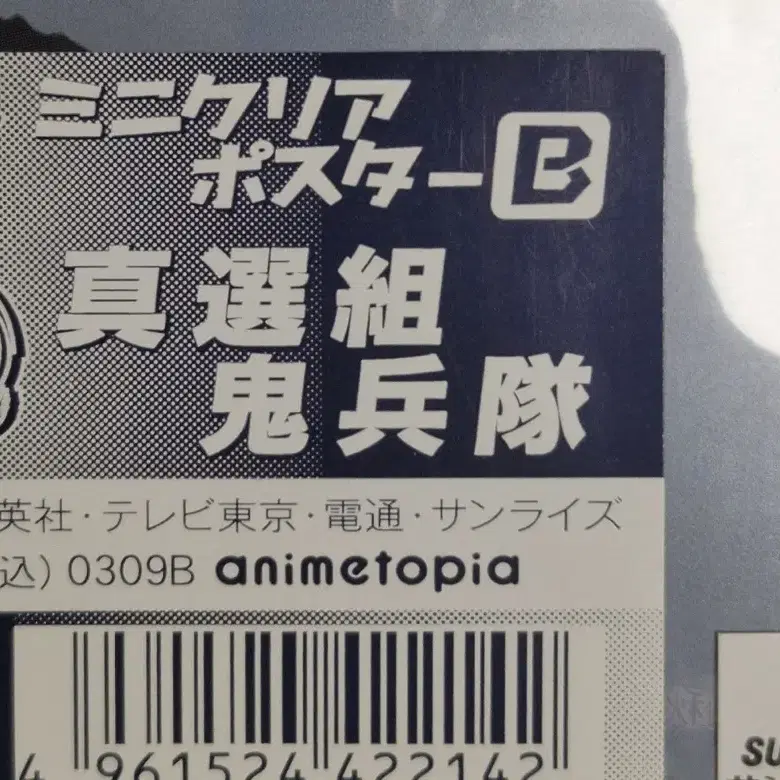 ミニクリア
ポスター B
真選組
鬼兵隊
英社・テレビ東京・電通・サンライズ
込) 0309B animetopia
4 961524 422142
SU